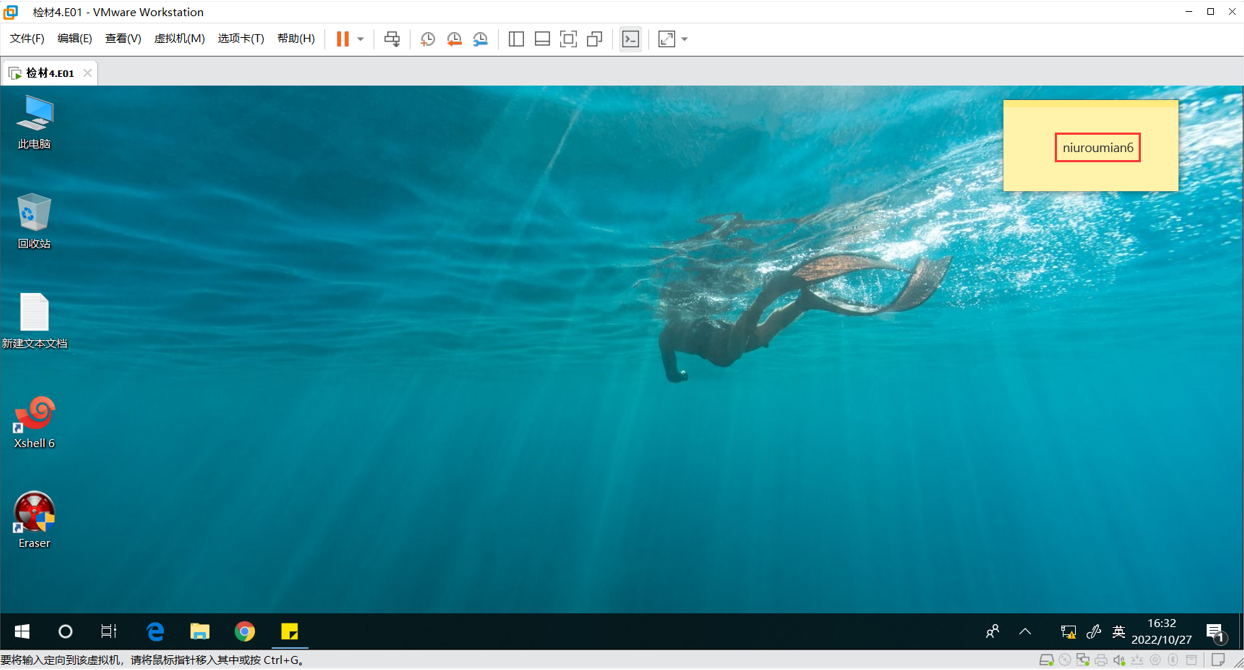 检材4.E01 - VMware Workstation
文件(F) 编辑(E) 查看(V) 虚拟机(M) 选项卡(T) 帮助(H)
检材4.E01
此电脑
niuroumian6
回收站
新建文本文档
Xshell 6
Eraser
英
16:32
2022/10/27
1
要将输入定向到该虚拟机，请将鼠标指针移入其中或按 Ctrl+G。